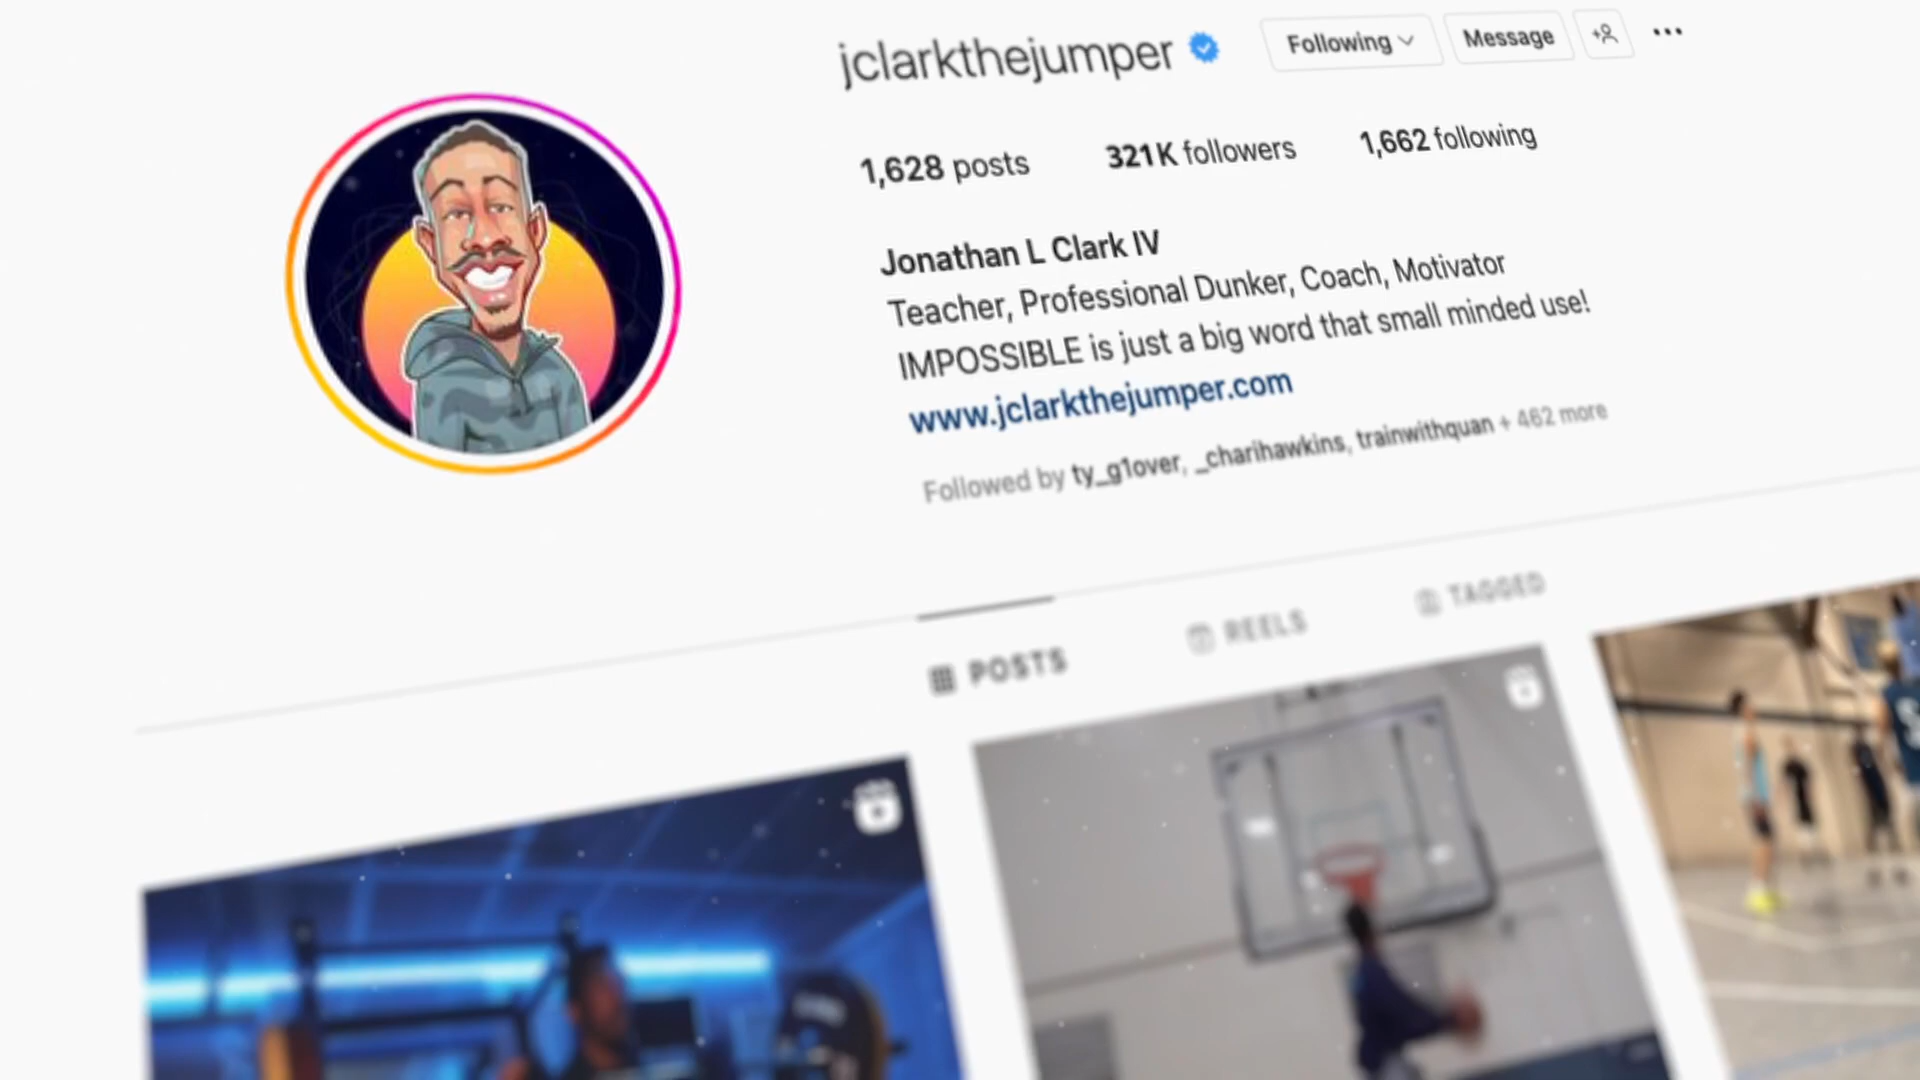 jclarkthejumper
Following
Message
1,628 posts
321K followers
1,662 following
Jonathan L Clark IV
Teacher, Professional Dunker, Coach, Motivator
IMPOSSIBLE is just a big word that small minded use!
www.jclarkthejumper.com
Followed by ty_g1over, _charihawkins, trainwithquan + 462 more
POSTS
REELS
TAGGED